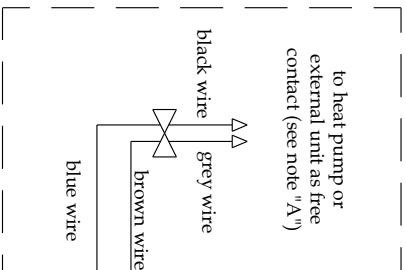 to heat pump or
external unit as free
contact (see note "A")
black wire
grey wire
brown wire
blue wire